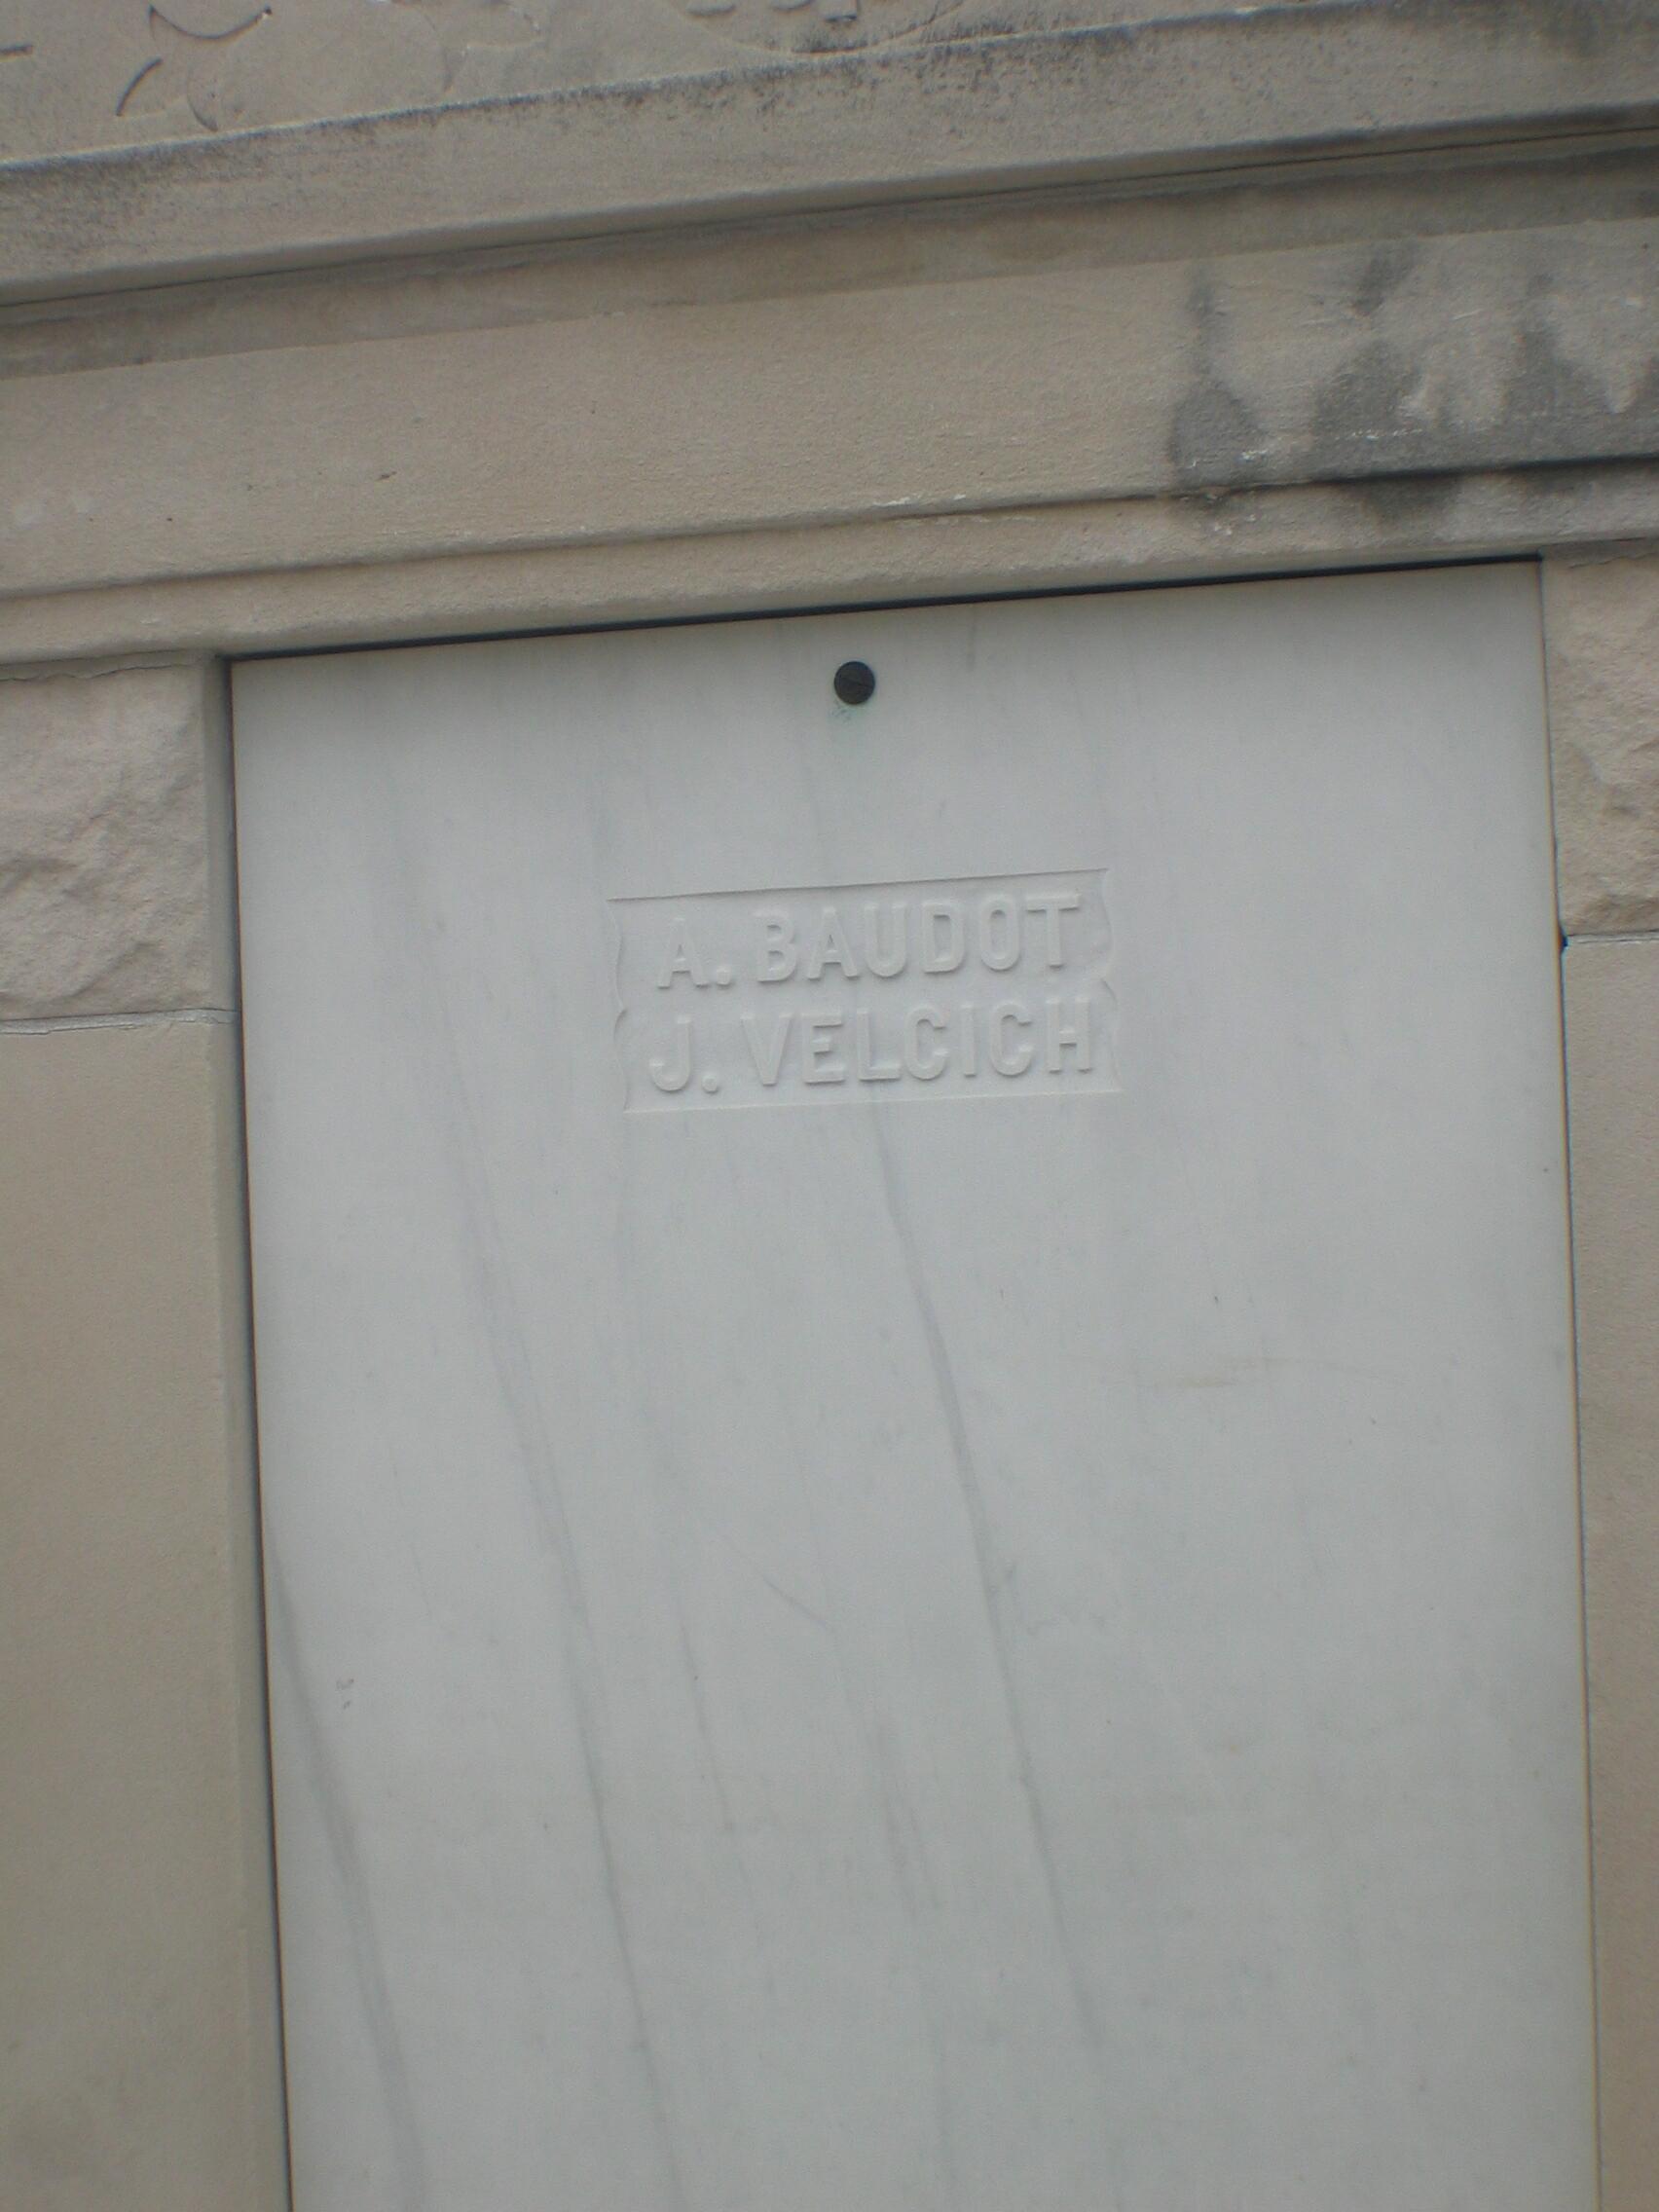 A. BAUDOT
J. VELCICH